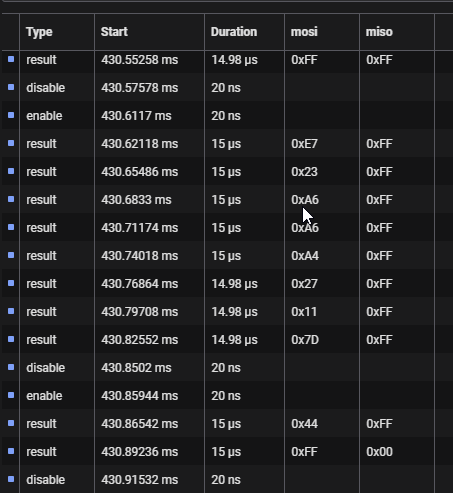 Type Start Duration mosi miso
result 430.55258 ms 14.98 µs 0xFF 0xFF
disable 430.57578 ms 20 ns
enable 430.6117 ms 20 ns
result 430.62118 ms 15 µs 0xE7 0xFF
result 430.65486 ms 15 µs 0x23 0xFF
result 430.6833 ms 15 µs 0xA6 0xFF
result 430.71174 ms 15 µs 0xA6 0xFF
result 430.74018 ms 15 µs 0xA4 0xFF
result 430.76864 ms 14.98 µs 0x27 0xFF
result 430.79708 ms 14.98 µs 0x11 0xFF
result 430.82552 ms 14.98 µs 0x7D 0xFF
disable 430.8502 ms 20 ns
enable 430.85944 ms 20 ns
result 430.86542 ms 15 µs 0x44 0xFF
result 430.89236 ms 15 µs 0xFF 0x00
disable 430.91532 ms 20 ns